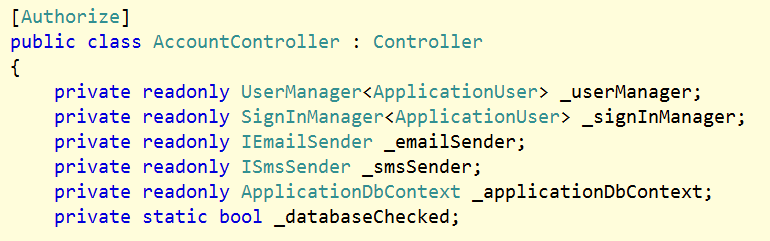 [Authorize]
public class AccountController : Controller
{
    private readonly UserManager<ApplicationUser> _userManager;
    private readonly SignInManager<ApplicationUser> _signInManager;
    private readonly IEmailSender _emailSender;
    private readonly ISmsSender _smsSender;
    private readonly ApplicationDbContext _applicationDbContext;
    private static bool _databaseChecked;